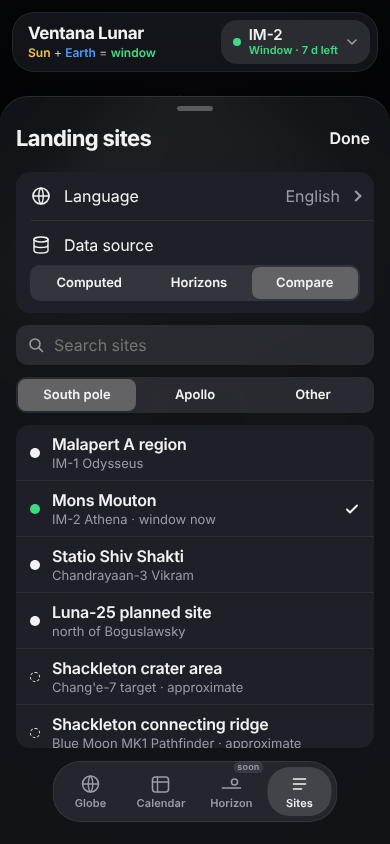 Ventana Lunar
Sun + Earth = window
IM-2
Window · 7 d left
Landing sites
Done
Language
English
Data source
Computed
Horizons
Compare
Search sites
South pole
Apollo
Other
Malapert A region
IM-1 Odysseus
Mons Mouton
IM-2 Athena · window now
Statio Shiv Shakti
Chandrayaan-3 Vikram
Luna-25 planned site
north of Boguslawsky
Shackleton crater area
Chang'e-7 target · approximate
Shackleton connecting ridge
Blue Moon MK1 Pathfinder · approximate
soon
Globe
Calendar
Horizon
Sites